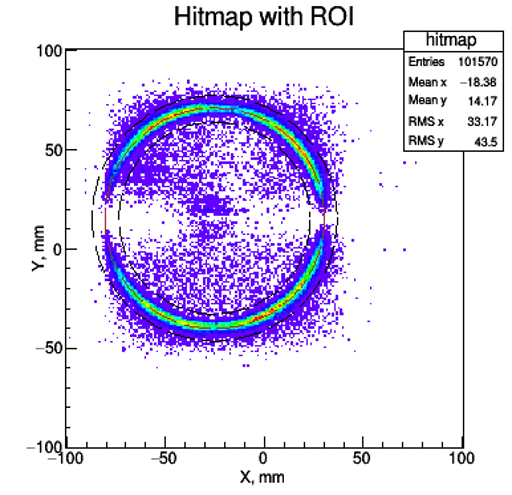 Hitmap with ROI
hitmap
Entries 101570
Mean x −18.38
Mean y 14.17
RMS x 33.17
RMS y 43.5
100
50
0
−50
−100
Y, mm
−100 −50 0 50 100
X, mm